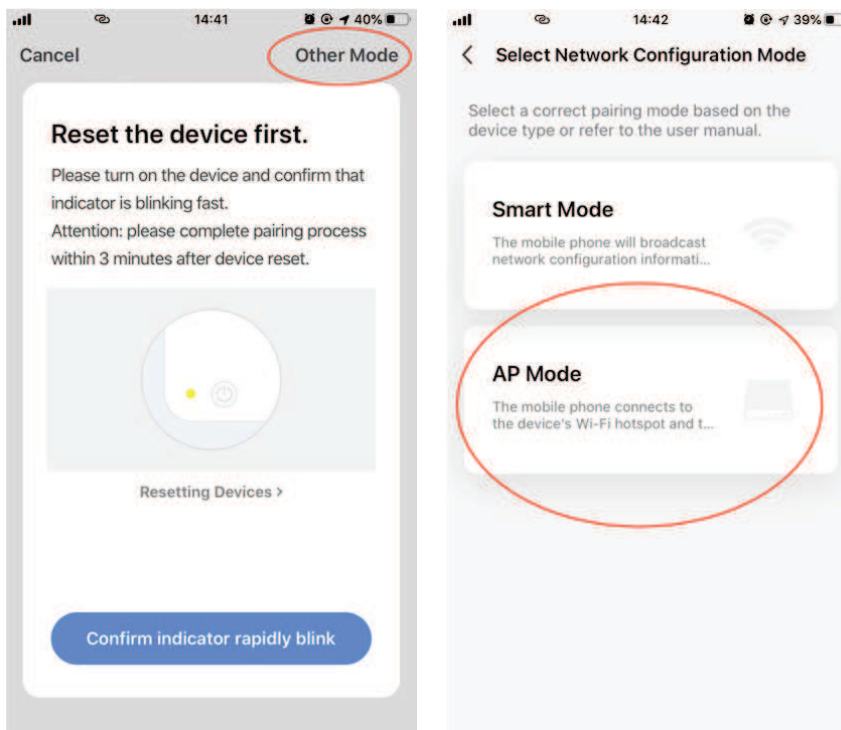 14:41
40%
Cancel
Other Mode
Reset the device first.
Please turn on the device and confirm that
indicator is blinking fast.
Attention: please complete pairing process
within 3 minutes after device reset.
Resetting Devices >
Confirm indicator rapidly blink
14:42
39%
< Select Network Configuration Mode
Select a correct pairing mode based on the
device type or refer to the user manual.
Smart Mode
The mobile phone will broadcast
network configuration informati...
AP Mode
The mobile phone connects to
the device's Wi-Fi hotspot and t...